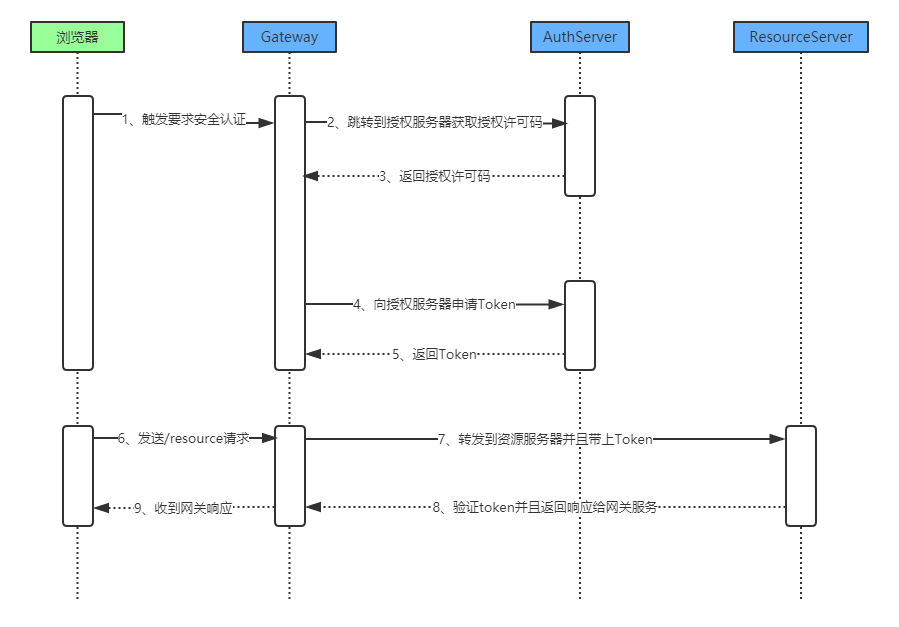 浏览器
Gateway
AuthServer
ResourceServer
1、触发要求安全认证
2、跳转到授权服务器获取授权许可码
3、返回授权许可码
4、向授权服务器申请Token
5、返回Token
6、发送/resource请求
7、转发到资源服务器并且带上Token
8、验证token并且返回响应给网关服务
9、收到网关响应